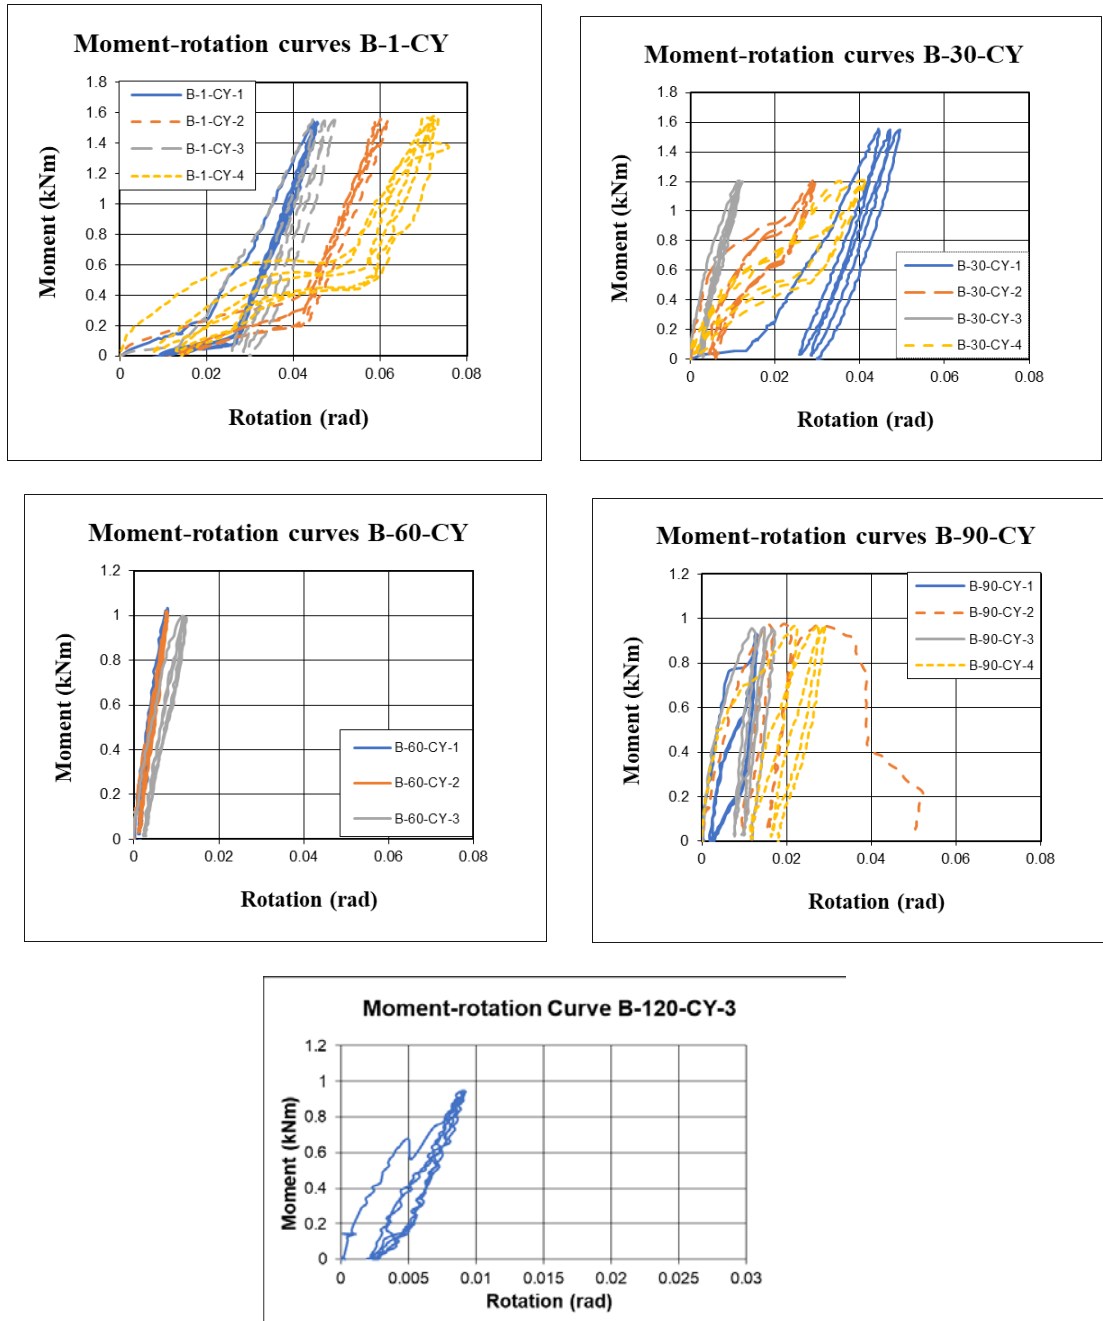 Moment-rotation curves B-1-CY
1.8
1.6
1.4
1.2
1
0.8
0.6
0.4
0.2
0
B-1-CY-1
B-1-CY-2
B-1-CY-3
B-1-CY-4
Moment (kNm)
0
0.02
0.04
0.06
0.08
Rotation (rad)
Moment-rotation curves B-30-CY
1.8
1.6
1.4
1.2
1
0.8
0.6
0.4
0.2
0
B-30-CY-1
B-30-CY-2
B-30-CY-3
B-30-CY-4
Moment (kNm)
0
0.02
0.04
0.06
0.08
Rotation (rad)
Moment-rotation curves B-60-CY
1.2
1
0.8
0.6
0.4
0.2
0
B-60-CY-1
B-60-CY-2
B-60-CY-3
Moment (kNm)
0
0.02
0.04
0.06
0.08
Rotation (rad)
Moment-rotation curves B-90-CY
1.2
1
0.8
0.6
0.4
0.2
0
B-90-CY-1
B-90-CY-2
B-90-CY-3
B-90-CY-4
Moment (kNm)
0
0.02
0.04
0.06
0.08
Rotation (rad)
Moment-rotation Curve B-120-CY-3
1.2
1
0.8
0.6
0.4
0.2
0
Moment (kNm)
0
0.005
0.01
0.015
0.02
0.025
0.03
Rotation (rad)